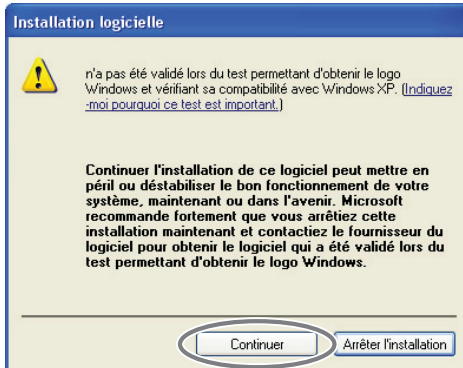 Installation logicielle
n'a pas été validé lors du test permettant d'obtenir le logo
Windows et vérifiant sa compatibilité avec Windows XP. (Indiquez
-moi pourquoi ce test est important.)
Continuer l'installation de ce logiciel peut mettre en
péril ou déstabiliser le bon fonctionnement de votre
système, maintenant ou dans l'avenir. Microsoft
recommande fortement que vous arrêtiez cette
installation maintenant et contactiez le fournisseur du
logiciel pour obtenir le logiciel qui a été validé lors du
test permettant d'obtenir le logo Windows.
Continuer
Arrêter l'installation